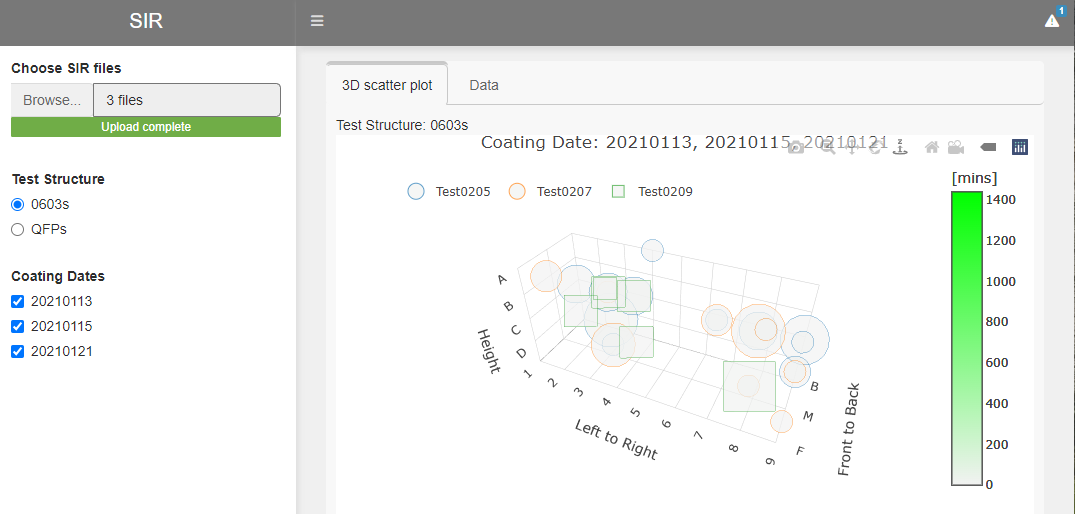 SIR
1
Choose SIR files
Browse...
3 files
Upload complete
Test Structure
0603s
QFPs
Coating Dates
20210113
20210115
20210121
3D scatter plot
Data
Test Structure: 0603s
Coating Date: 20210113, 20210115, 20210121
Test0205
Test0207
Test0209
[mins]
1400
1200
1000
800
600
400
200
0
A
B
C
D
Height
1
2
3
4
5
6
7
8
9
Left to Right
B
M
F
Front to Back